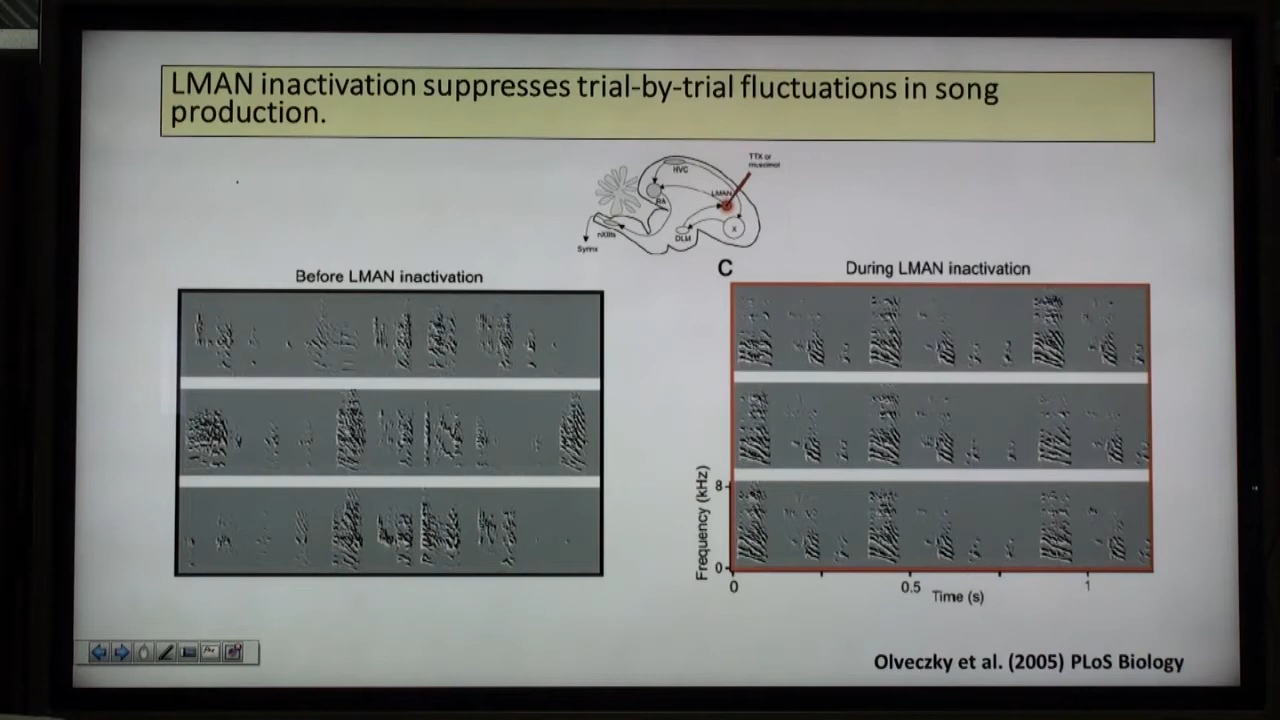 LMAN inactivation suppresses trial-by-trial fluctuations in song
production.
TTX or
muscimol
HVC
LMAN
RA
X
DLM
nXIIts
Syrinx
Before LMAN inactivation
C
During LMAN inactivation
Frequency (kHz)
8
0
0
0.5
1
Time (s)
Olveczky et al. (2005) PLoS Biology